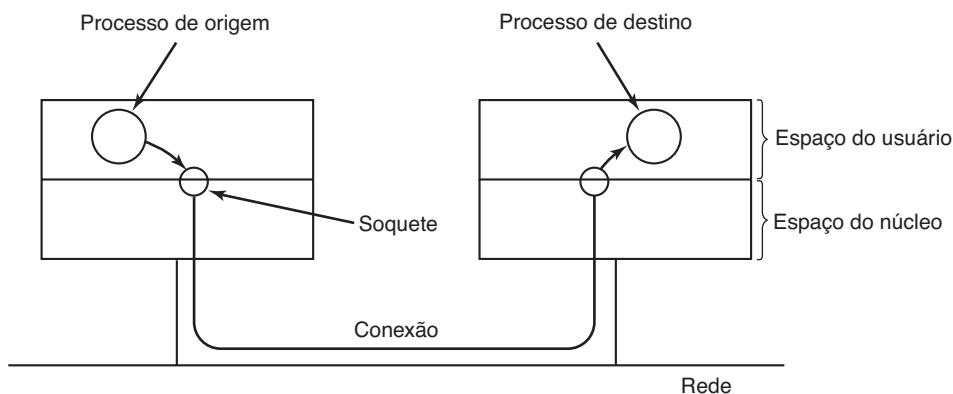 Processo de origem
Processo de destino
Espaço do usuário
Soquete
Espaço do núcleo
Conexão
Rede